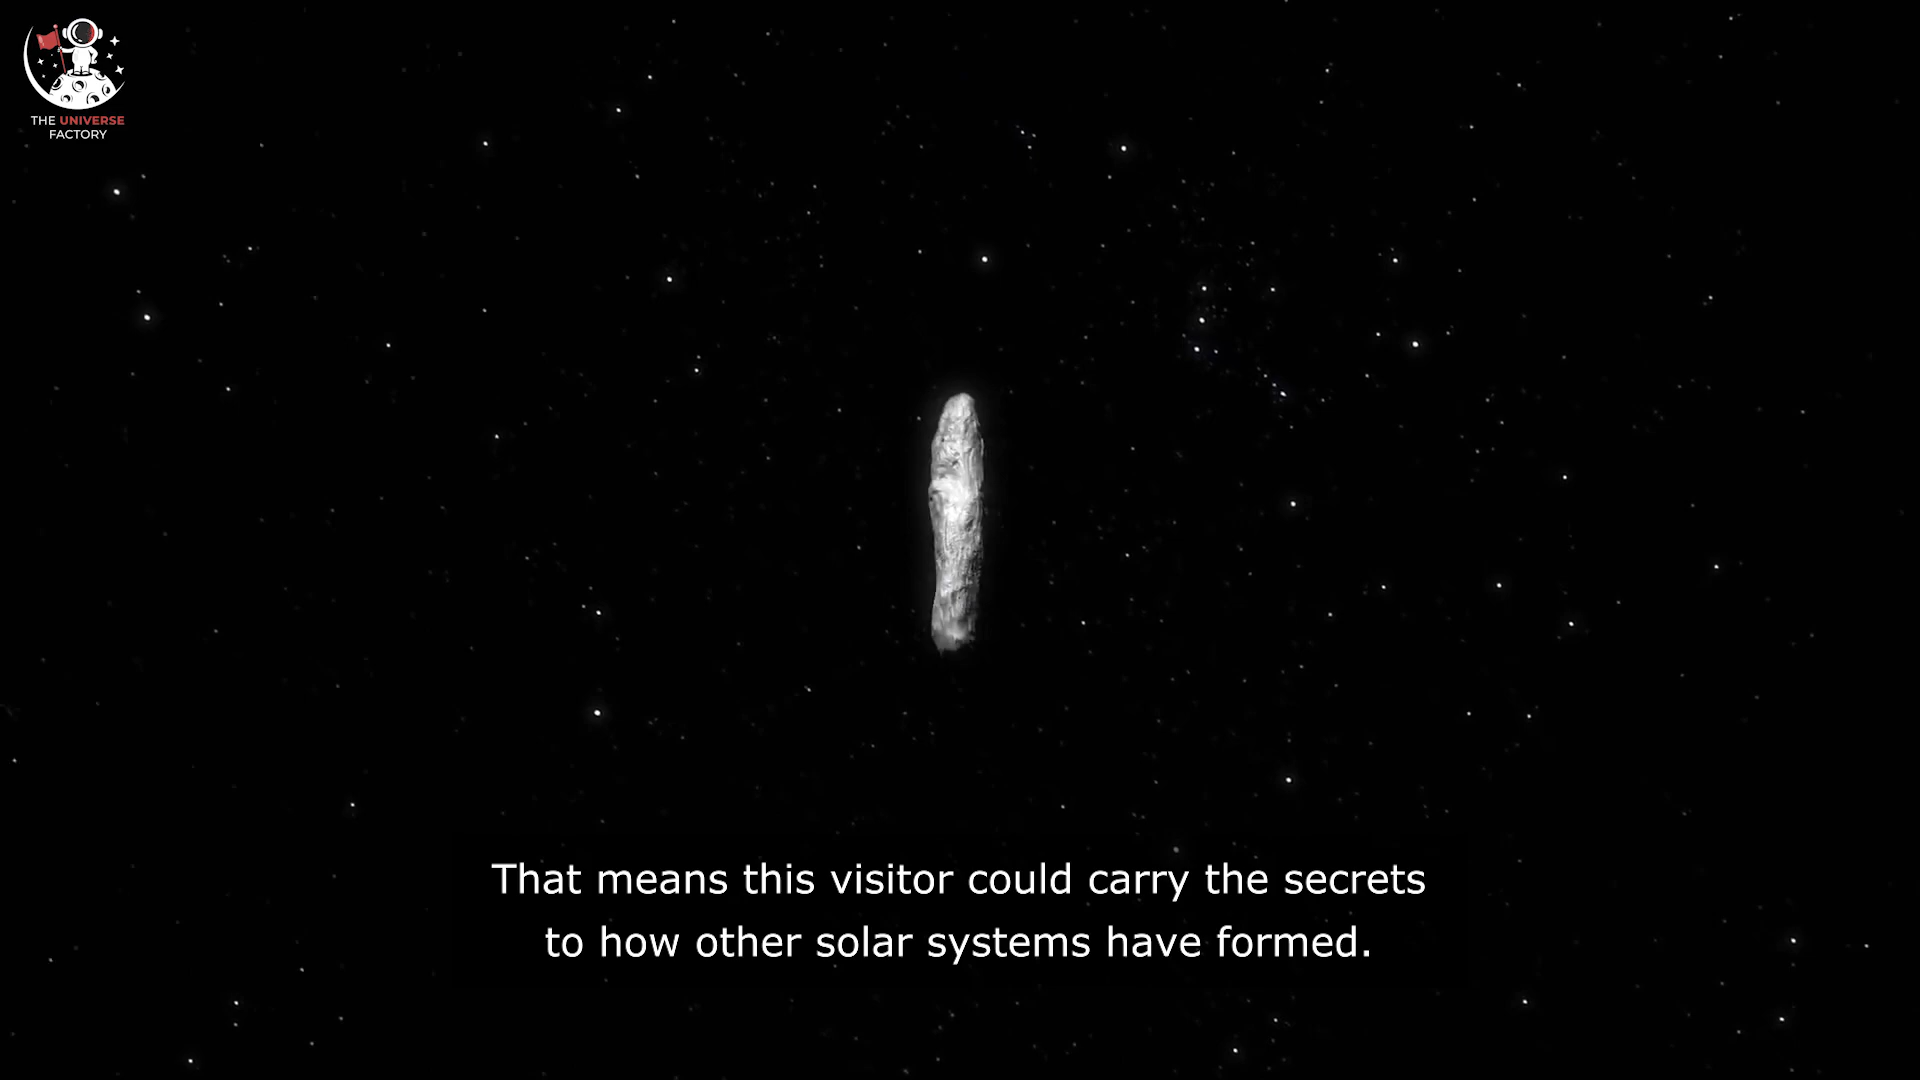 THE UNIVERSE
FACTORY
That means this visitor could carry the secrets
to how other solar systems have formed.